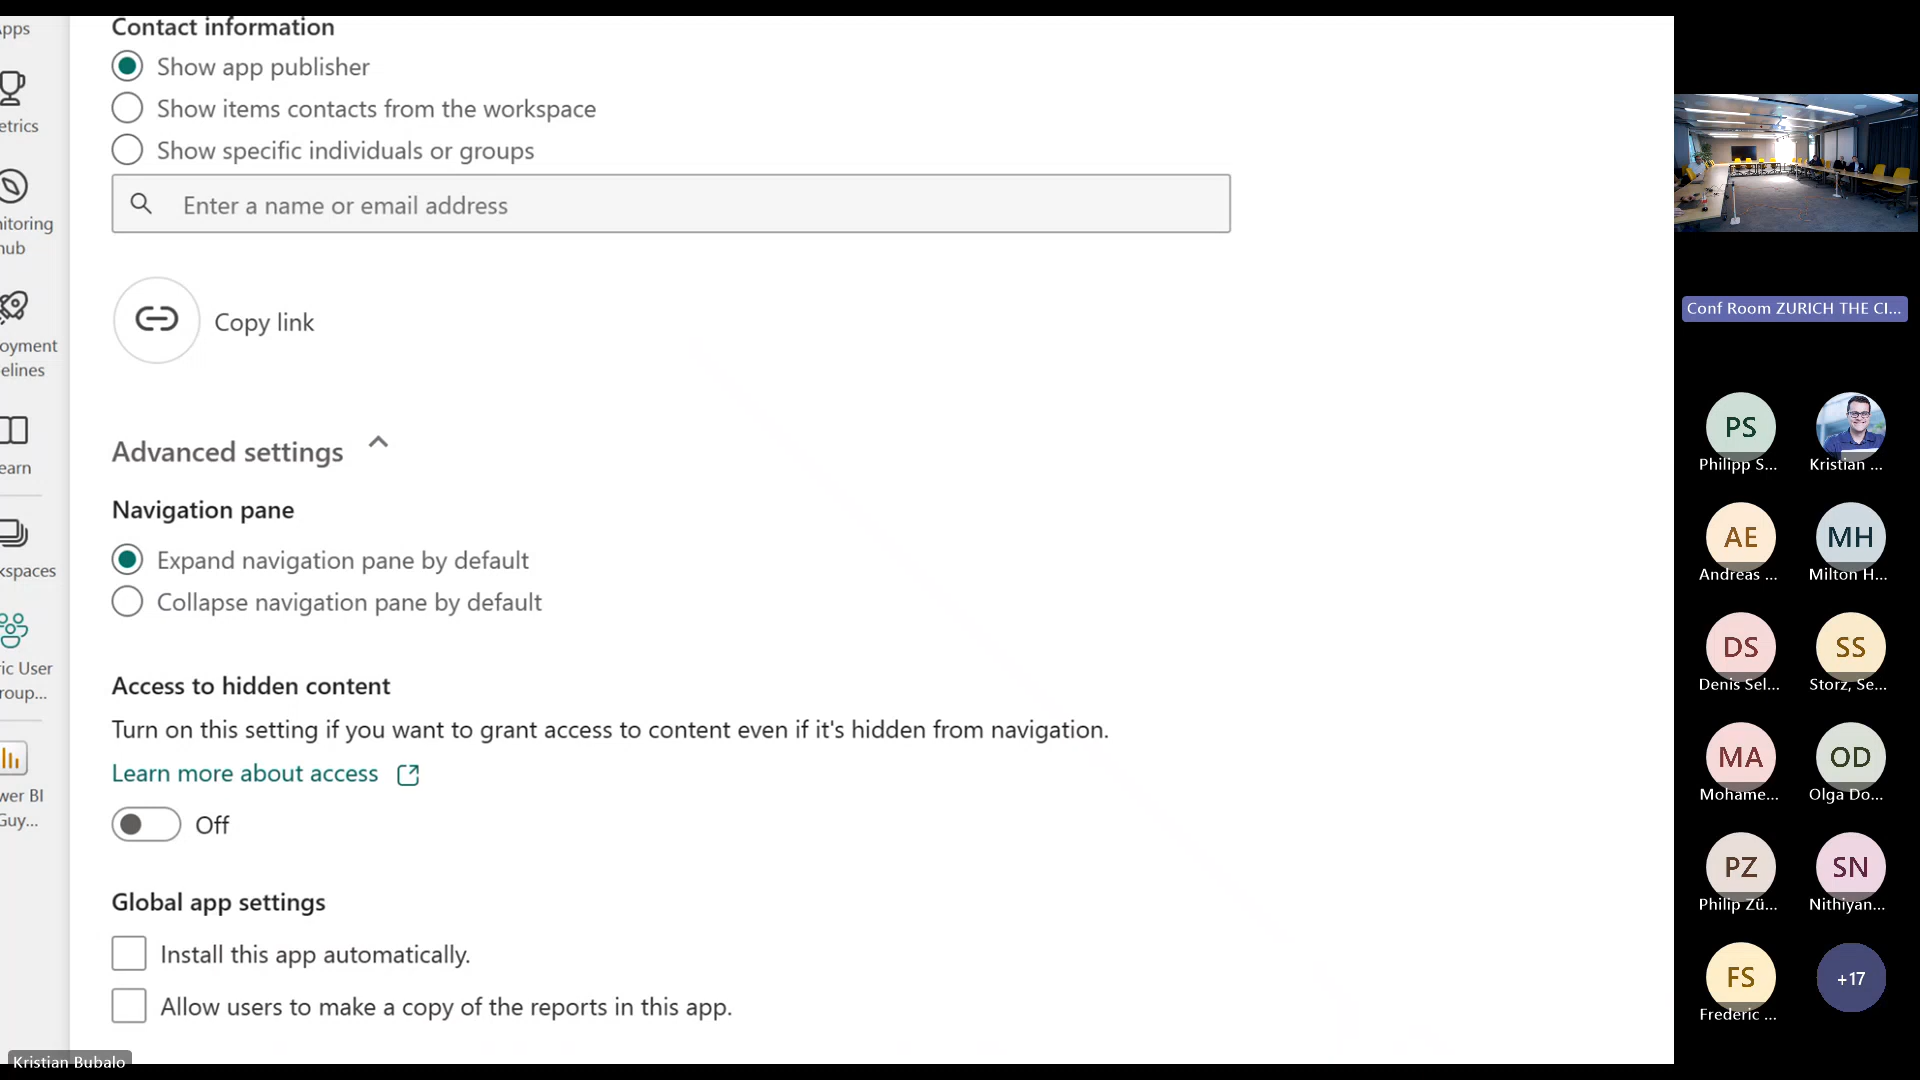 Apps
Contact information
Show app publisher
Show items contacts from the workspace
etrics
Show specific individuals or groups
Enter a name or email address
nitoring
hub
Copy link
Conf Room ZURICH THE CI...
oyment
elines
Advanced settings
PS
Philipp S...
Kristian ...
earn
Navigation pane
Expand navigation pane by default
Collapse navigation pane by default
AE
MH
Andreas ...
Milton H...
kspaces
ric User
roup...
Access to hidden content
Turn on this setting if you want to grant access to content even if it's hidden from navigation.
Learn more about access
Off
DS
SS
Denis Sel...
Storz, Se...
wer BI
Guy...
MA
OD
Mohame...
Olga Do...
Global app settings
Install this app automatically.
Allow users to make a copy of the reports in this app.
PZ
SN
Philip Zü...
Nithiyan...
FS
+17
Frederic ...
Kristian Bubalo